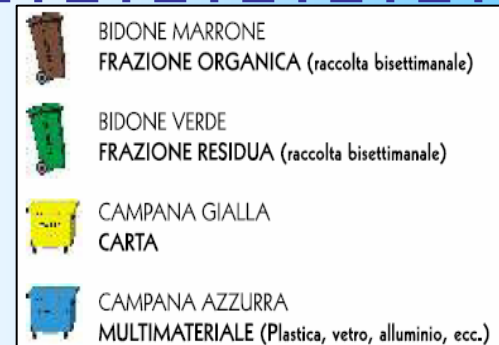 BIDONE MARRONE
FRAZIONE ORGANICA (raccolta bisettimanale)
BIDONE VERDE
FRAZIONE RESIDUA (raccolta bisettimanale)
CAMPANA GIALLA
CARTA
CAMPANA AZZURRA
MULTIMATERIALE (Plastica, vetro, alluminio, ecc.)